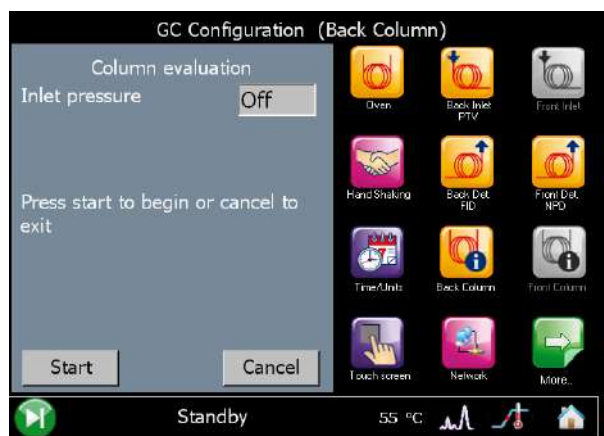 GC Configuration (Back Column)
Column evaluation
Inlet pressure Off
Press start to begin or cancel to
exit
Start Cancel
Oven Back Inlet Front Inlet
PTV
Hand Shaking Back Det. Front Det.
FID NPD
Time/Units Back Column Front Column
Touch screen Network More..
Standby 55 °C